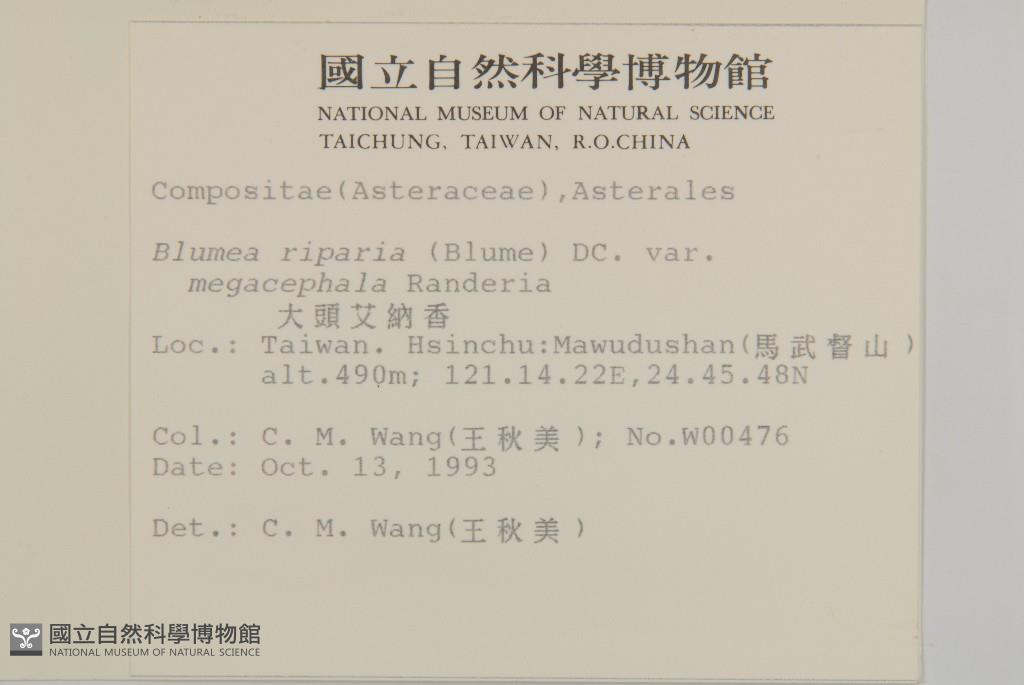 國立自然科學博物館
NATIONAL MUSEUM OF NATURAL SCIENCE
TAICHUNG, TAIWAN, R.O.CHINA
Compositae(Asteraceae),Asterales
Blumea riparia (Blume) DC. var.
megacephala Randeria
大頭艾納香
Loc.: Taiwan. Hsinchu:Mawudushan(馬武督山)
alt.490m; 121.14.22E,24.45.48N
Col.: C. M. Wang(王秋美); No.W00476
Date: Oct. 13, 1993
Det.: C. M. Wang(王秋美)
國立自然科學博物館
NATIONAL MUSEUM OF NATURAL SCIENCE